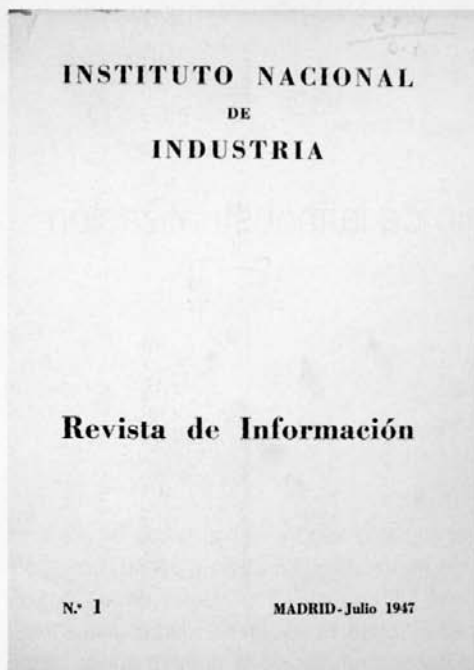 INSTITUTO NACIONAL
DE
INDUSTRIA
Revista de Información
N.º 1 MADRID-Julio 1947